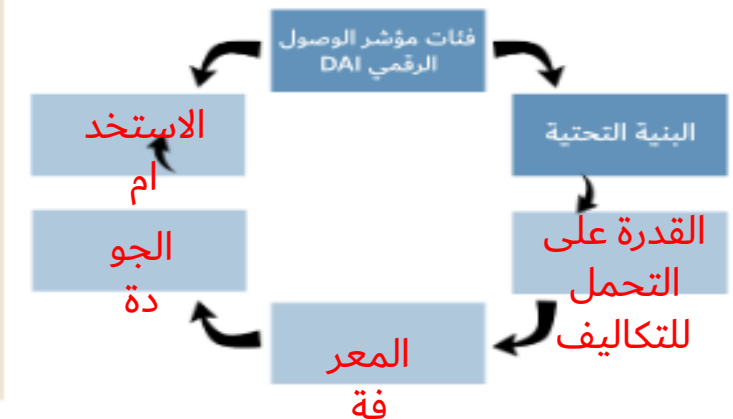 فئات مؤشر الوصول
الرقمي DAI
البنية التحتية
القدرة على
التحمل
للتكاليف
المعر
فة
الجو
دة
الاستخد
ام